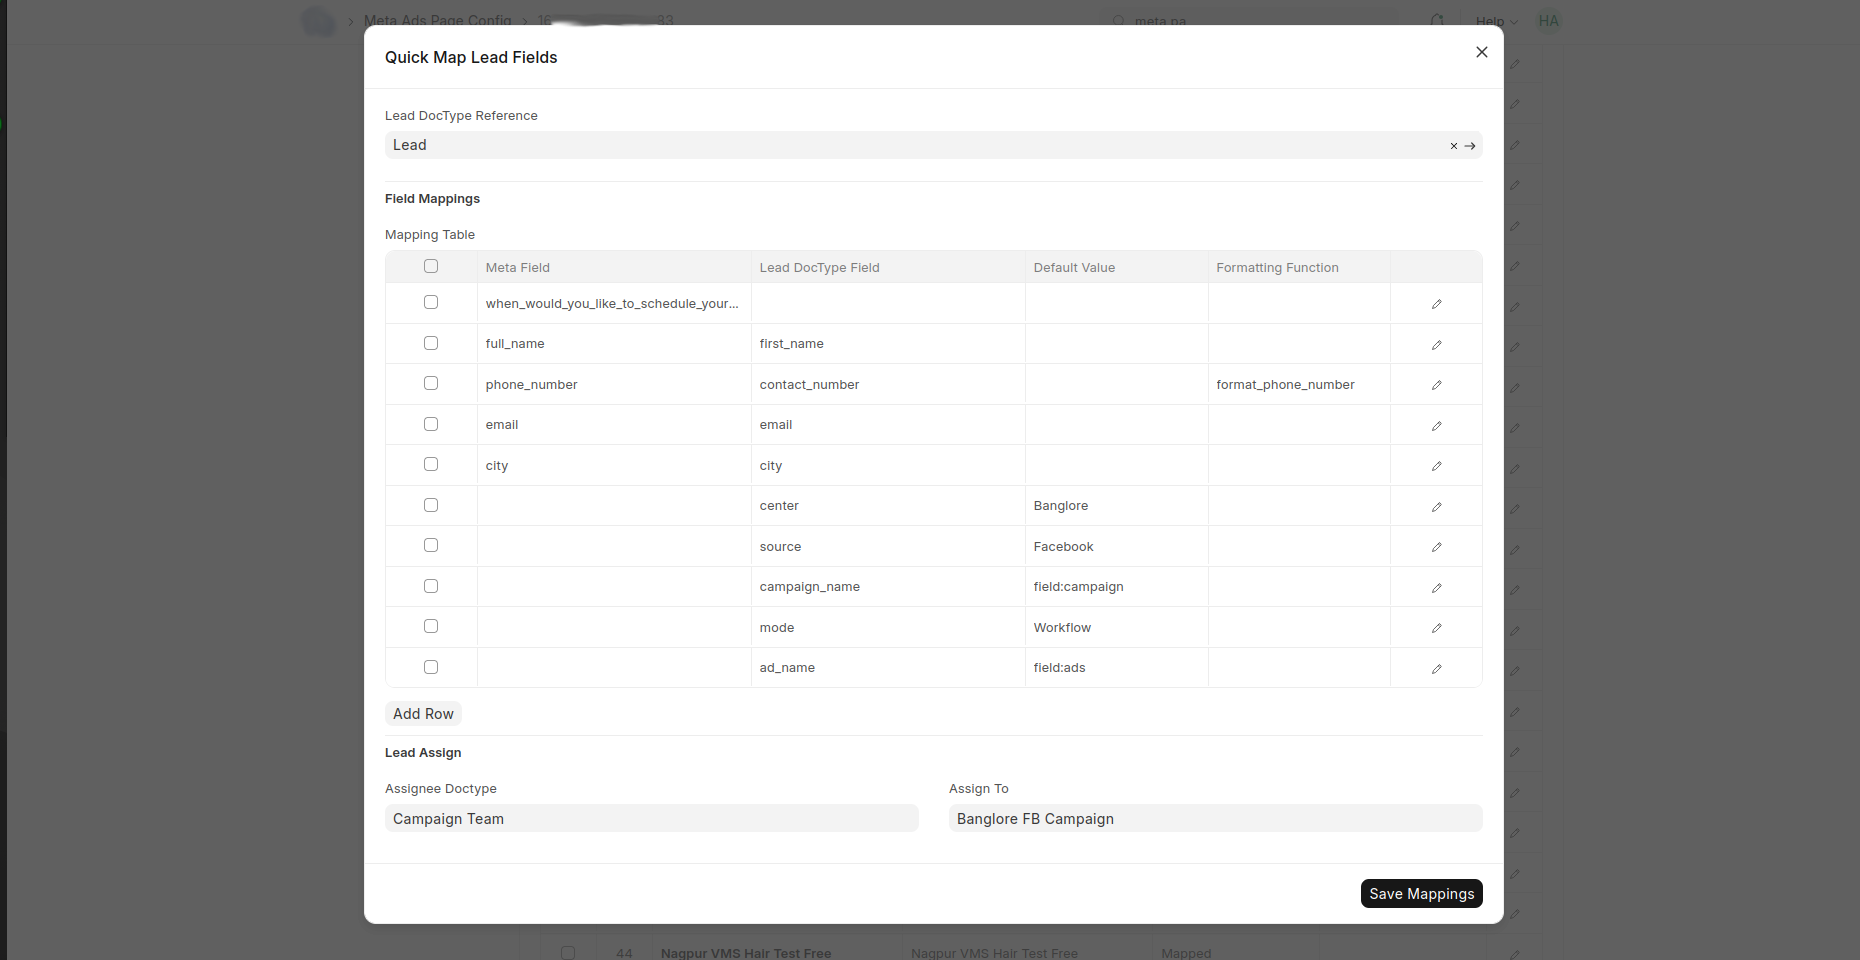 Meta Ads Page Config
meta pa
Help
HA
Quick Map Lead Fields
Lead DocType Reference
Lead
Field Mappings
Mapping Table
Meta Field Lead DocType Field Default Value Formatting Function
when_would_you_like_to_schedule_your...
full_name first_name
phone_number contact_number format_phone_number
email email
city city
center Banglore
source Facebook
campaign_name field:campaign
mode Workflow
ad_name field:ads
Add Row
Lead Assign
Assignee Doctype Assign To
Campaign Team Banglore FB Campaign
Save Mappings
44 Nagpur VMS Hair Test Free Nagpur VMS Hair Test Free Mapped